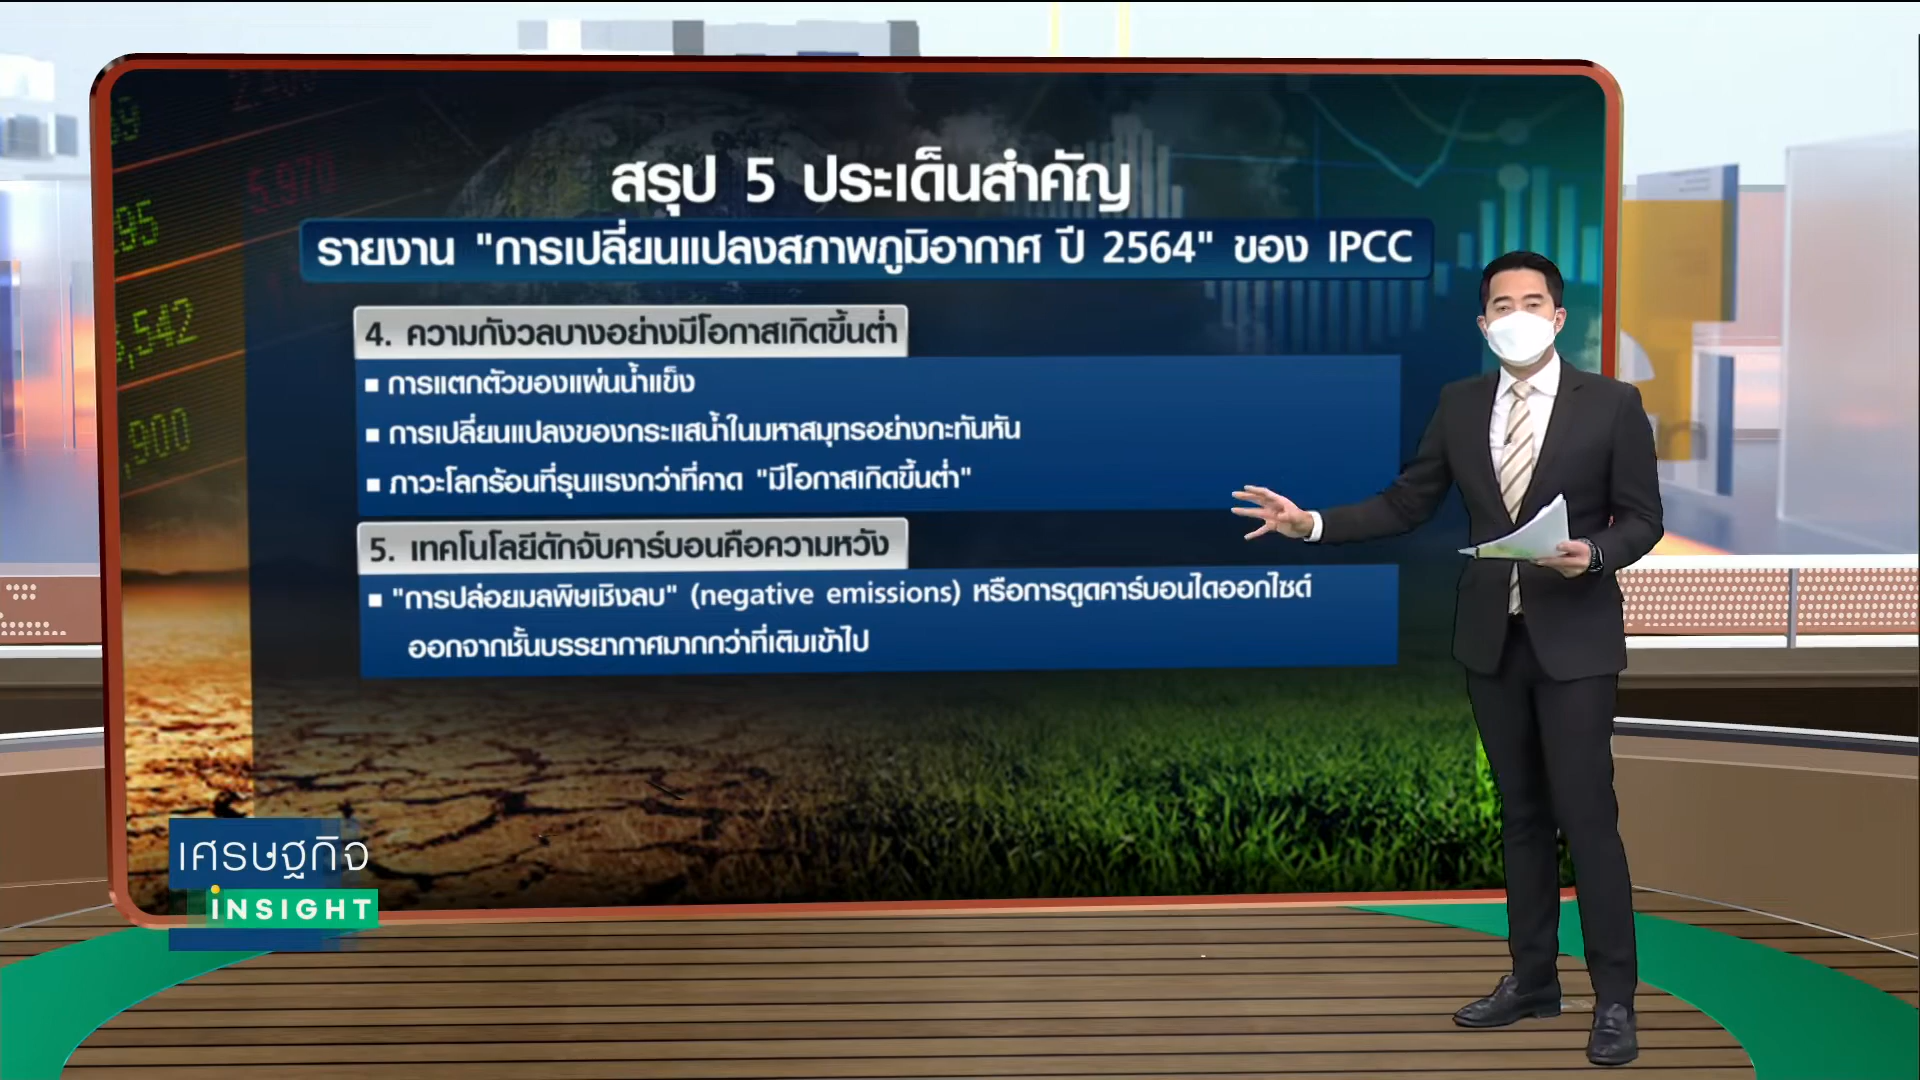 สรุป 5 ประเด็นสำคัญ
รายงาน "การเปลี่ยนแปลงสภาพภูมิอากาศ ปี 2564" ของ IPCC
4. ความกังวลบางอย่างมีโอกาสเกิดขึ้นต่ำ
▪ การแตกตัวของแผ่นน้ำแข็ง
▪ การเปลี่ยนแปลงของกระแสน้ำในมหาสมุทรอย่างกะทันหัน
▪ ภาวะโลกร้อนที่รุนแรงกว่าที่คาด "มีโอกาสเกิดขึ้นต่ำ"
5. เทคโนโลยีดักจับคาร์บอนคือความหวัง
▪ "การปล่อยมลพิษเชิงลบ" (negative emissions) หรือการดูดคาร์บอนไดออกไซด์
ออกจากชั้นบรรยากาศมากกว่าที่เติมเข้าไป
5.970
95
,542
,900
เศรษฐกิจ
INSIGHT